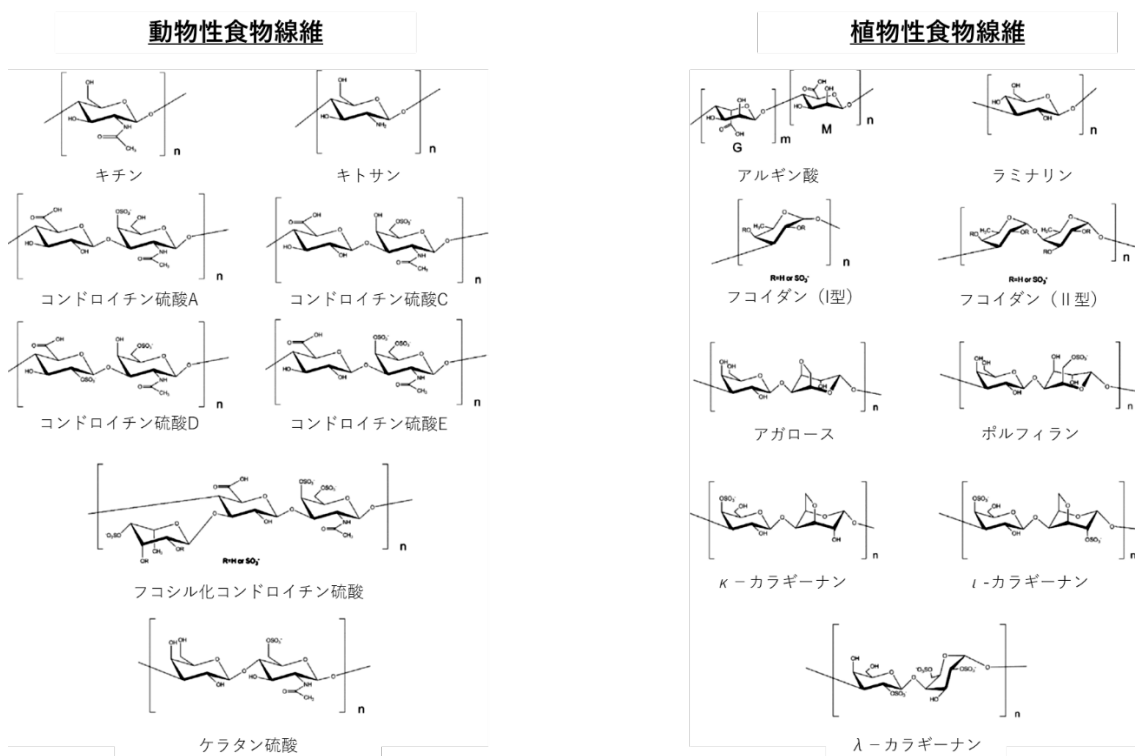 動物性食物線維
植物性食物線維
キチン
キトサン
コンドロイチン硫酸A
コンドロイチン硫酸C
コンドロイチン硫酸D
コンドロイチン硫酸E
フコシル化コンドロイチン硫酸
R=H or SO₃⁻
ケラタン硫酸
G
m
M
n
アルギン酸
ラミナリン
R=H or SO₃⁻
フコイダン（I型）
R=H or SO₃⁻
フコイダン（Ⅱ型）
アガロース
ポルフィラン
κ－カラギーナン
ι-カラギーナン
λ－カラギーナン